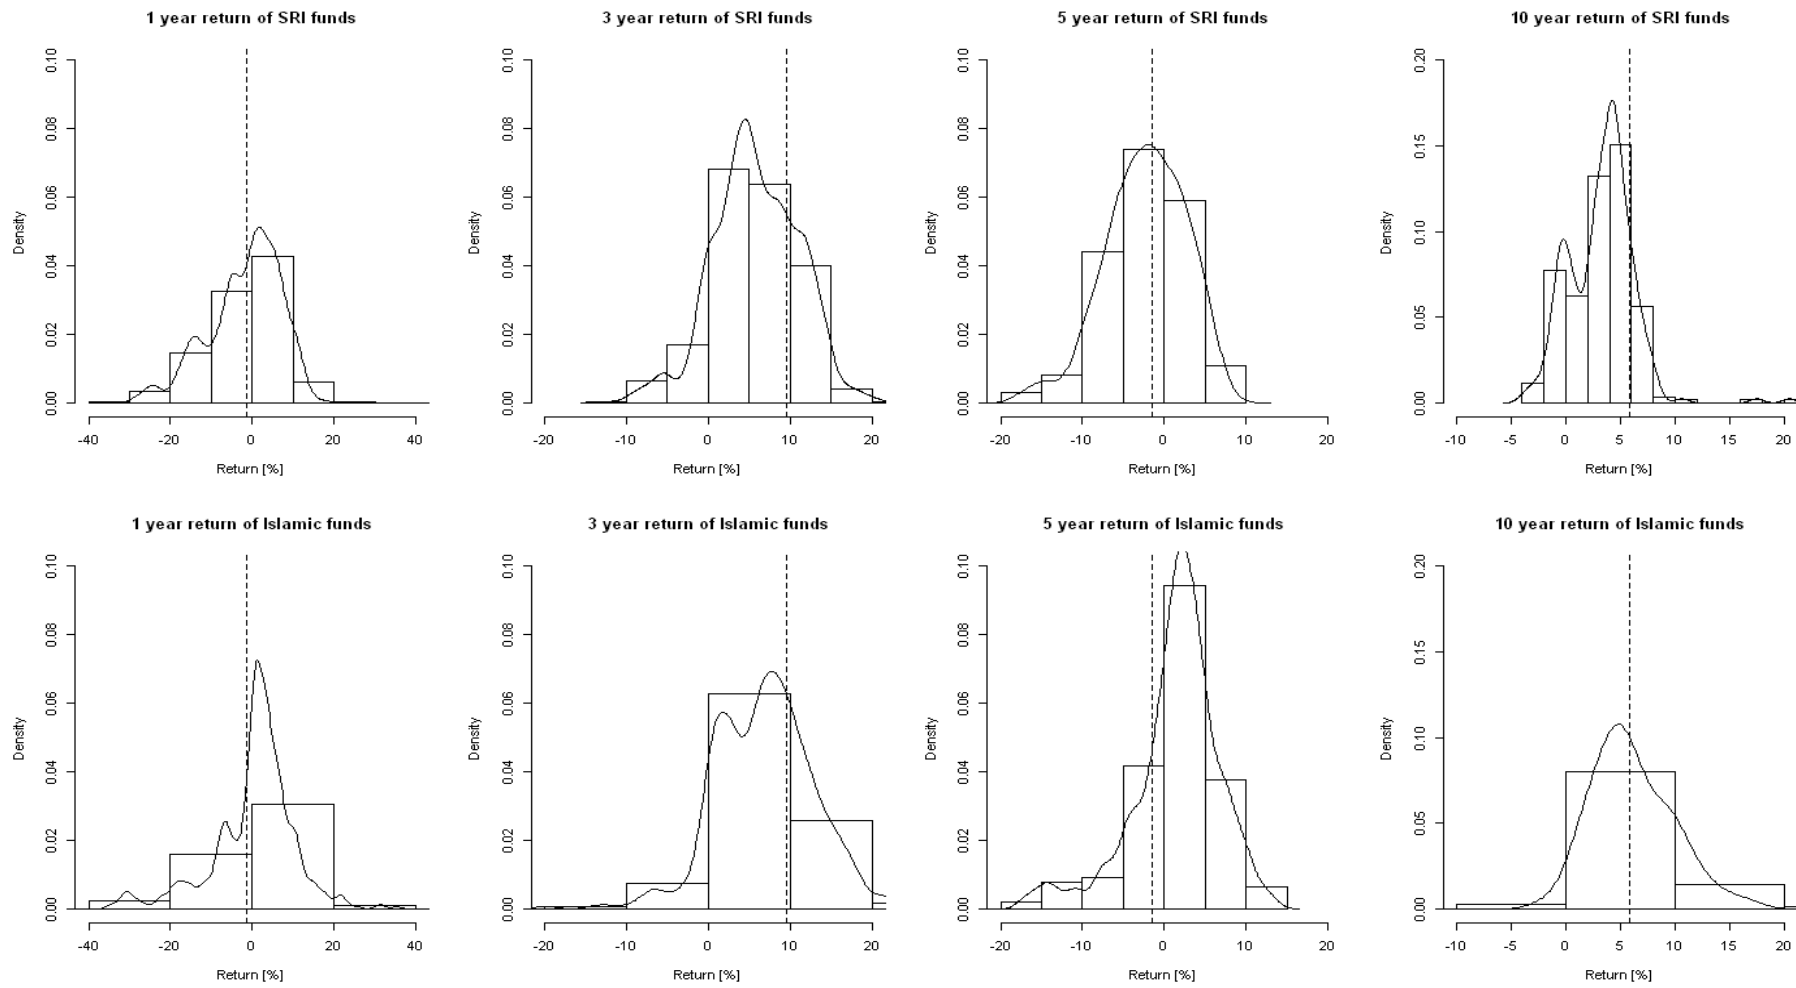 1 year return of SRI funds
3 year return of SRI funds
5 year return of SRI funds
10 year return of SRI funds
Density
0.00 0.02 0.04 0.06 0.08 0.10
-40 -20 0 20 40
Return [%]
Density
0.00 0.02 0.04 0.06 0.08 0.10
-20 -10 0 10 20
Return [%]
Density
0.00 0.02 0.04 0.06 0.08 0.10
-20 -10 0 10 20
Return [%]
Density
0.00 0.05 0.10 0.15 0.20
-10 -5 0 5 10 15 20
Return [%]
1 year return of Islamic funds
3 year return of Islamic funds
5 year return of Islamic funds
10 year return of Islamic funds
Density
0.00 0.02 0.04 0.06 0.08 0.10
-40 -20 0 20 40
Return [%]
Density
0.00 0.02 0.04 0.06 0.08 0.10
-20 -10 0 10 20
Return [%]
Density
0.00 0.02 0.04 0.06 0.08 0.10
-20 -10 0 10 20
Return [%]
Density
0.00 0.05 0.10 0.15 0.20
-10 -5 0 5 10 15 20
Return [%]